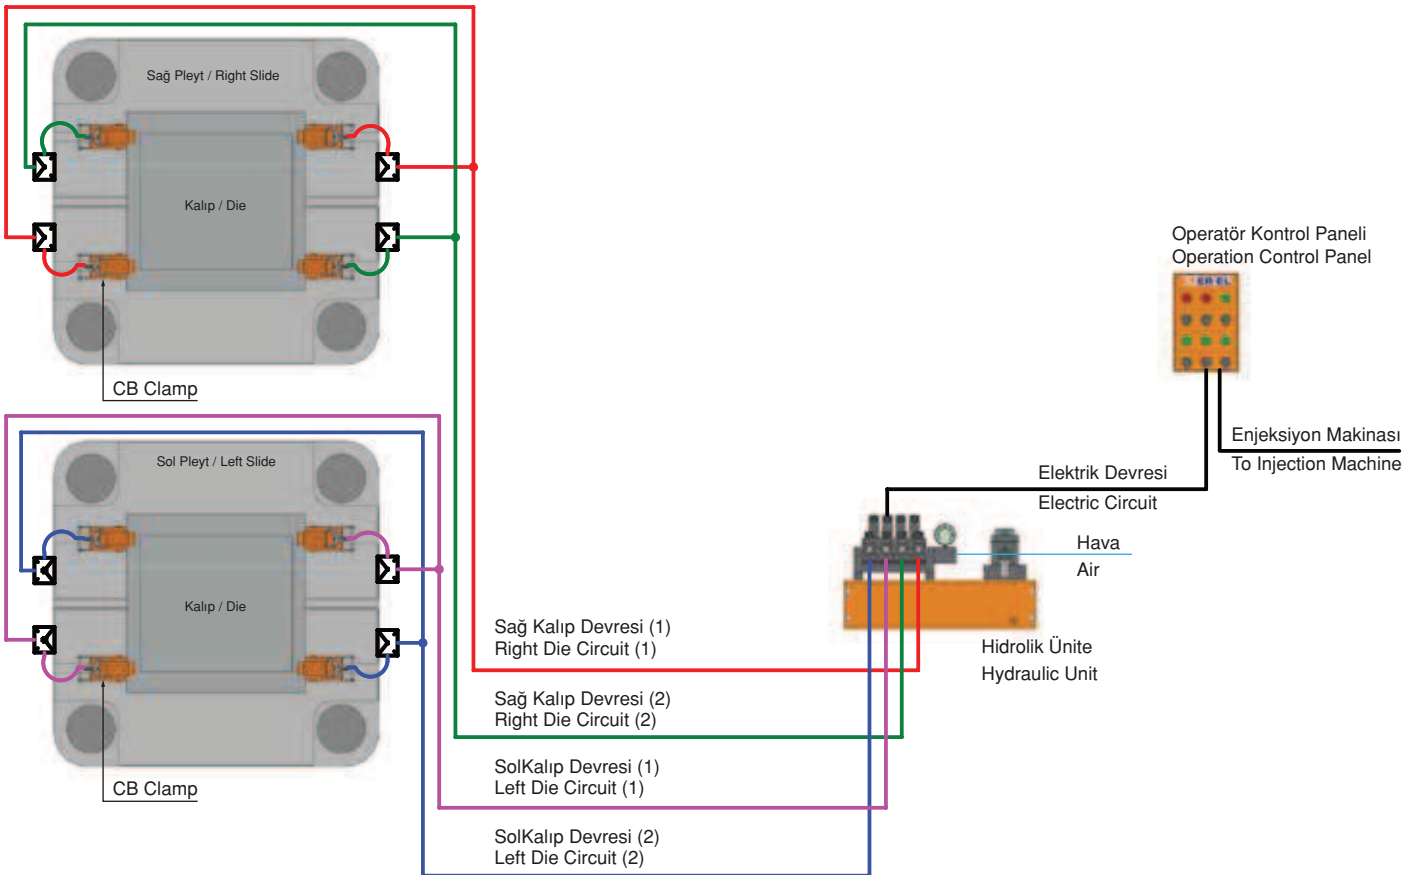 Sağ Pleyt / Right Slide
Kalıp / Die
CB Clamp
Sol Pleyt / Left Slide
Kalıp / Die
CB Clamp
Sağ Kalıp Devresi (1)
Right Die Circuit (1)
Sağ Kalıp Devresi (2)
Right Die Circuit (2)
SolKalıp Devresi (1)
Left Die Circuit (1)
SolKalıp Devresi (2)
Left Die Circuit (2)
Operatör Kontrol Paneli
Operation Control Panel
ER-EL
Enjeksiyon Makinası
To Injection Machine
Elektrik Devresi
Electric Circuit
Hava
Air
Hidrolik Ünite
Hydraulic Unit